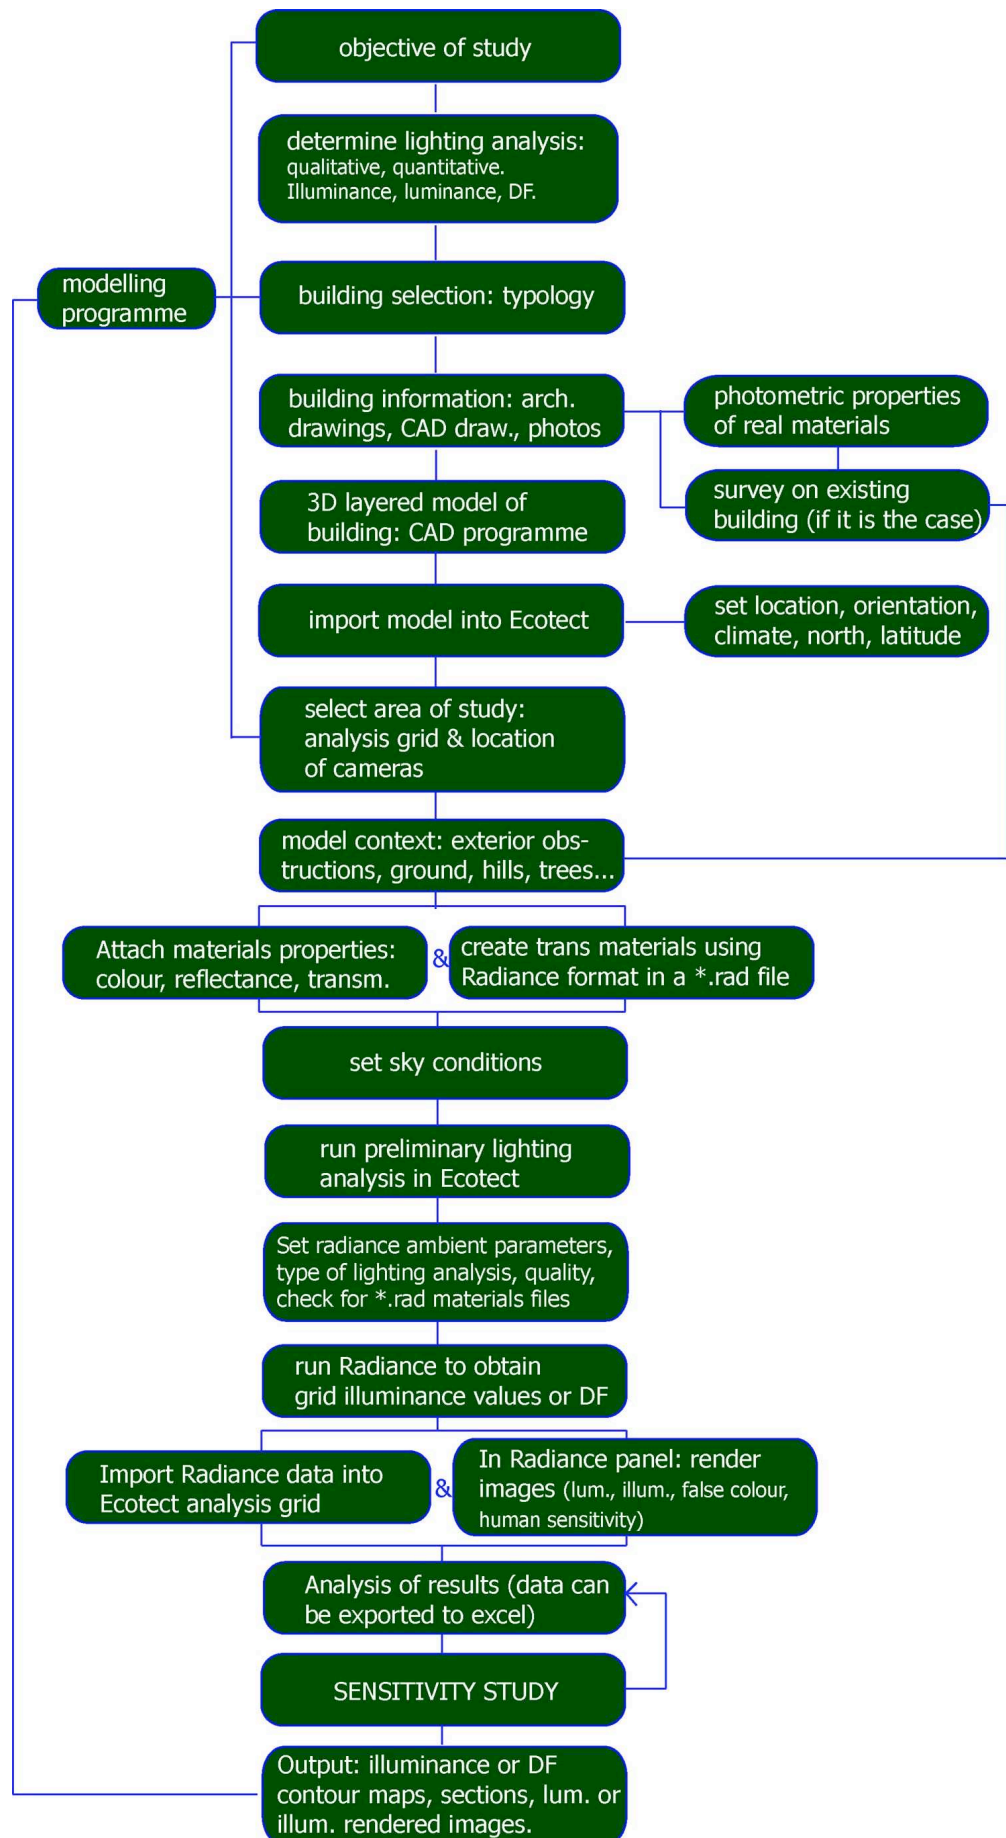 objective of study
determine lighting analysis:
qualitative, quantitative.
Illuminance, luminance, DF.
modelling
programme
building selection: typology
building information: arch.
drawings, CAD draw., photos
photometric properties
of real materials
3D layered model of
building: CAD programme
survey on existing
building (if it is the case)
import model into Ecotect
set location, orientation,
climate, north, latitude
select area of study:
analysis grid & location
of cameras
model context: exterior obs-
tructions, ground, hills, trees...
Attach materials properties:
colour, reflectance, transm.
&
create trans materials using
Radiance format in a *.rad file
set sky conditions
run preliminary lighting
analysis in Ecotect
Set radiance ambient parameters,
type of lighting analysis, quality,
check for *.rad materials files
run Radiance to obtain
grid illuminance values or DF
Import Radiance data into
Ecotect analysis grid
&
In Radiance panel: render
images (lum., illum., false colour,
human sensitivity)
Analysis of results (data can
be exported to excel)
SENSITIVITY STUDY
Output: illuminance or DF
contour maps, sections, lum. or
illum. rendered images.